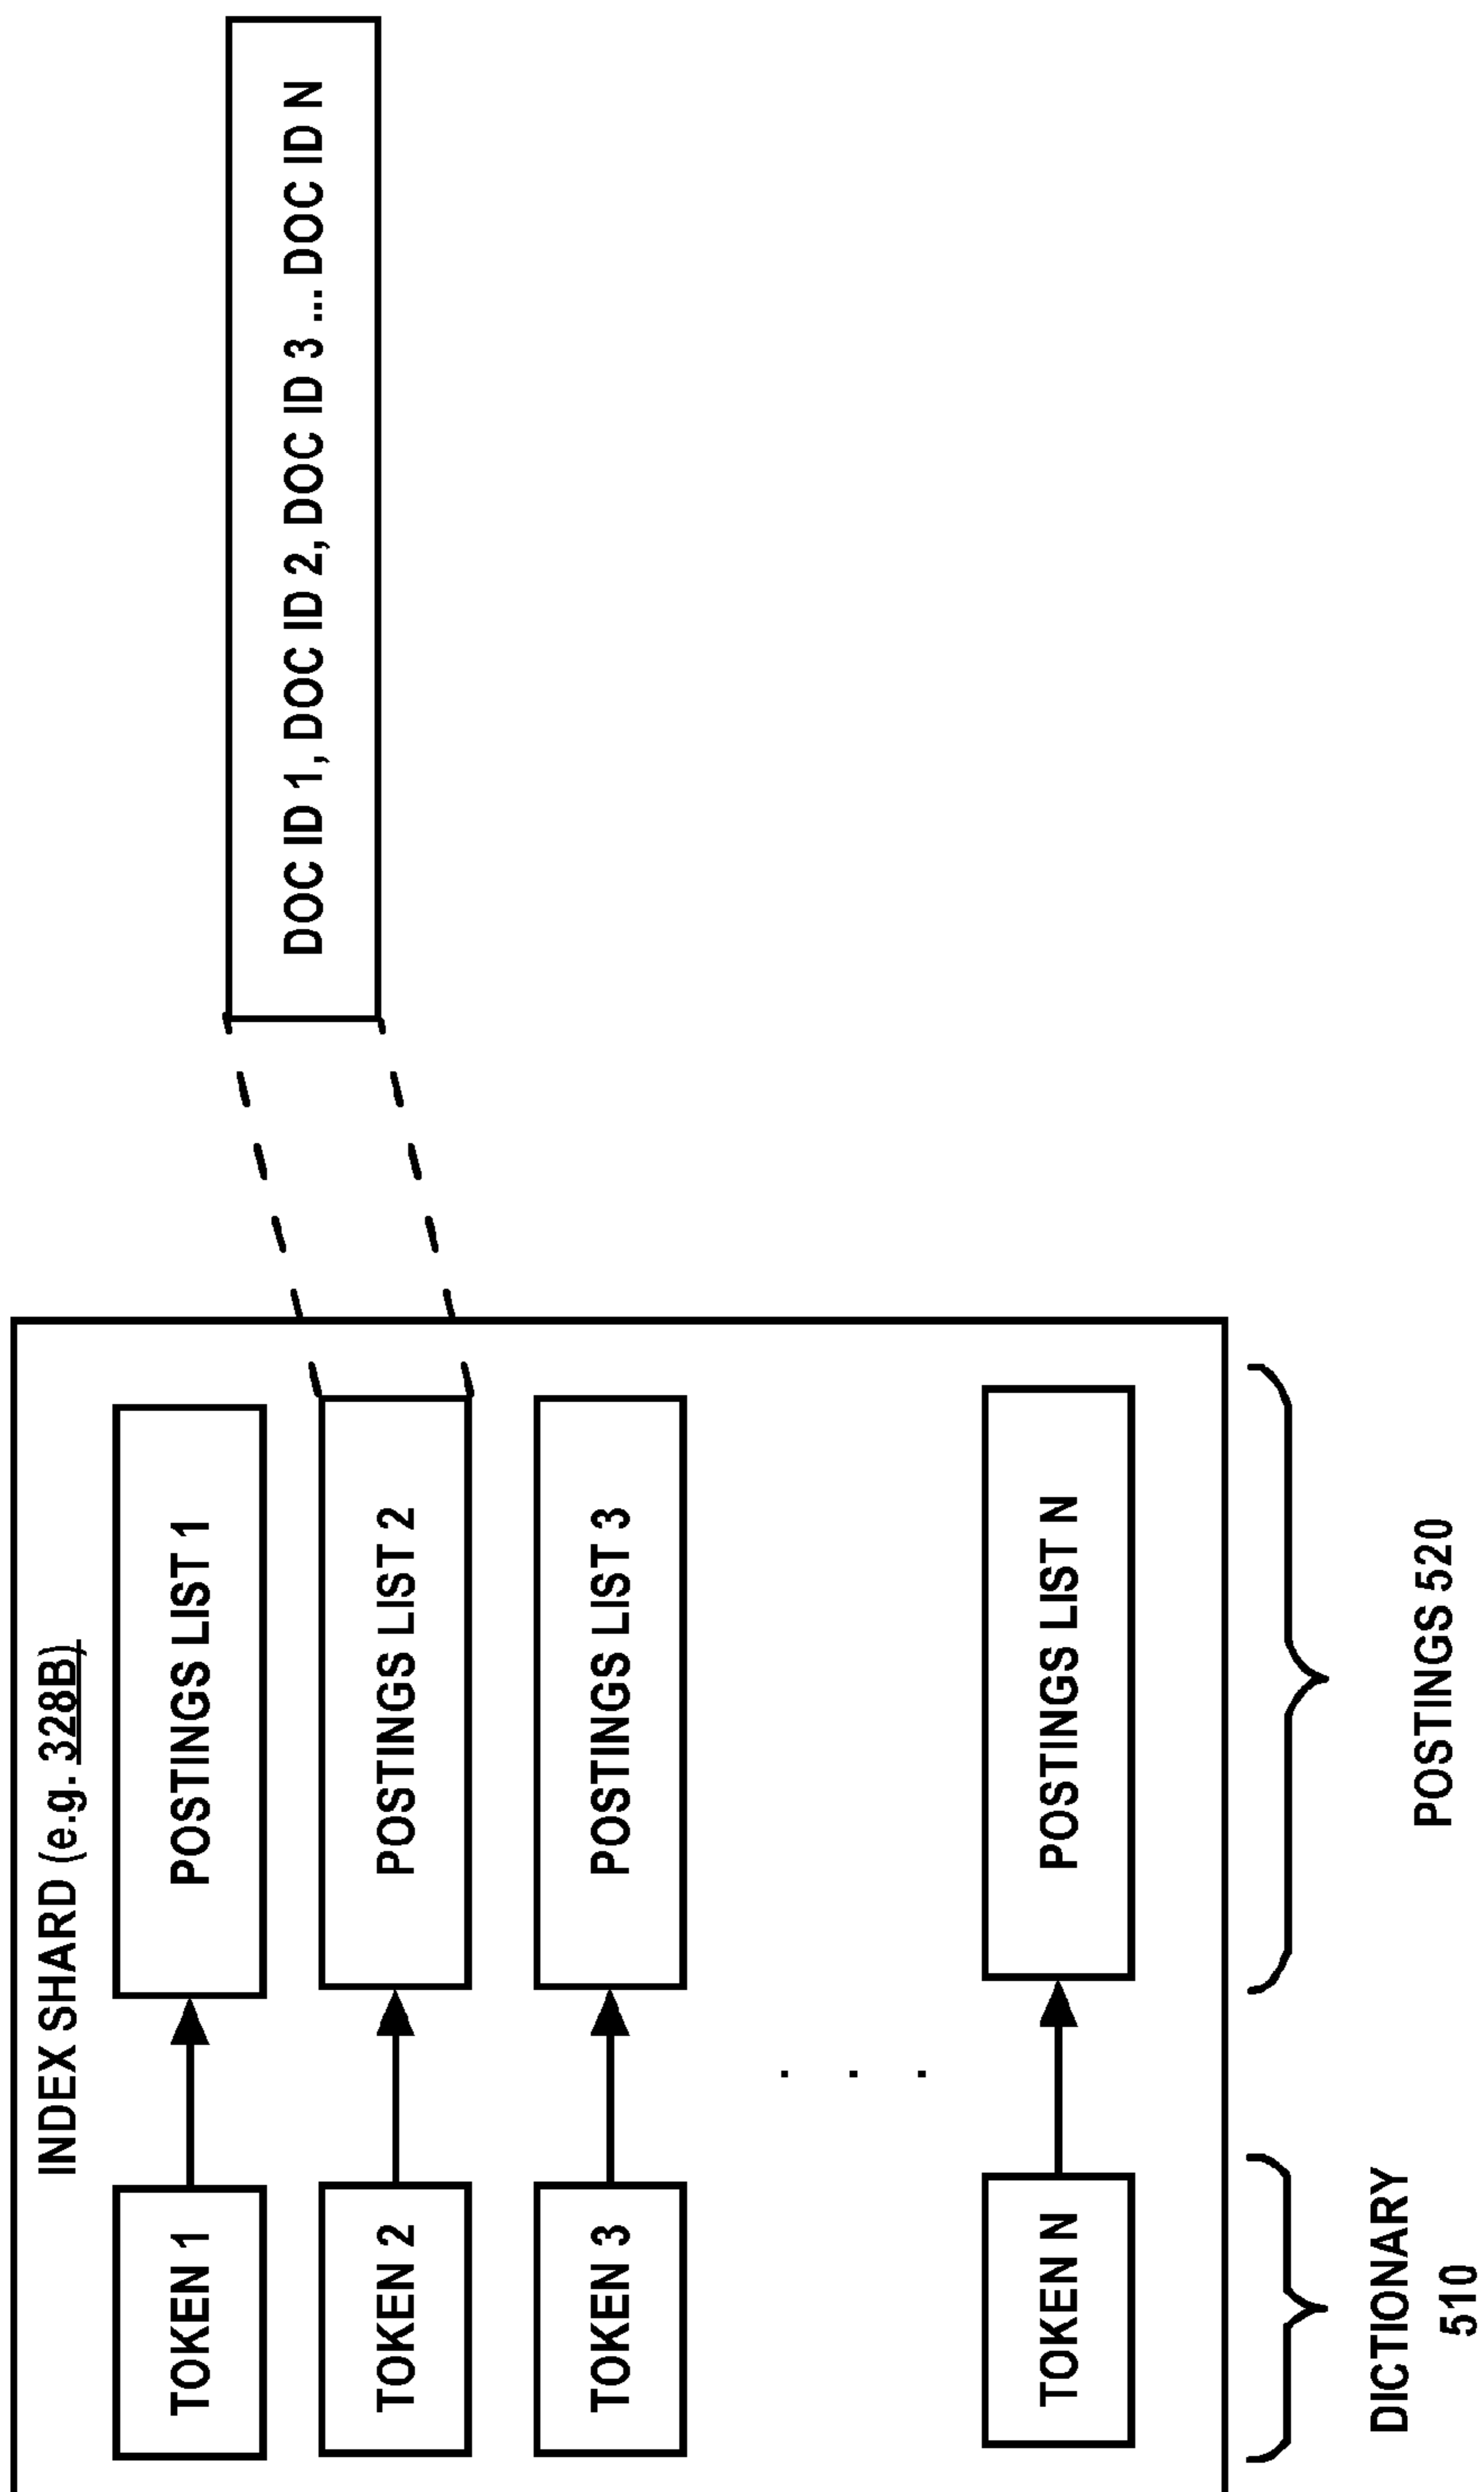 INDEX SHARD (e.g. 328B)
TOKEN 1
POSTINGS LIST 1
TOKEN 2
POSTINGS LIST 2
DOC ID 1, DOC ID 2, DOC ID 3 ... DOC ID N
TOKEN 3
POSTINGS LIST 3
. . .
TOKEN N
POSTINGS LIST N
DICTIONARY
510
POSTINGS 520